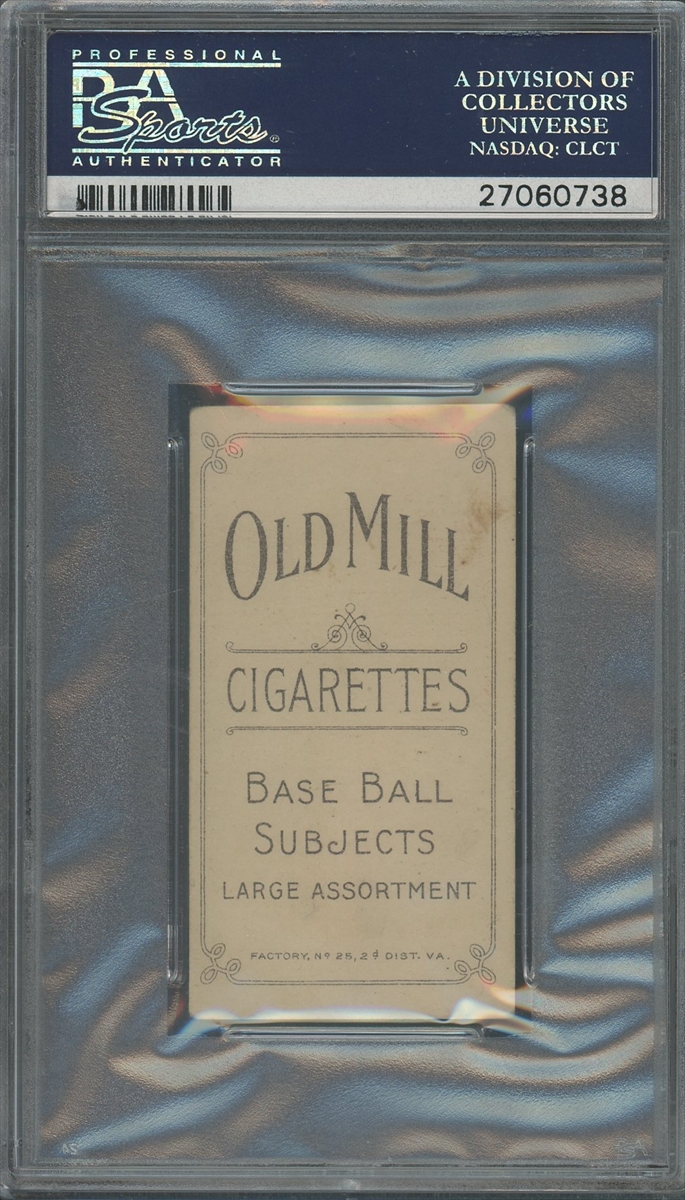 PROFESSIONAL
PSA
Sports®
AUTHENTICATOR
A DIVISION OF
COLLECTORS
UNIVERSE
NASDAQ: CLCT
27060738
OLD MILL
CIGARETTES
BASE BALL
SUBJECTS
LARGE ASSORTMENT
FACTORY, Nº 25, 2d DIST. VA.